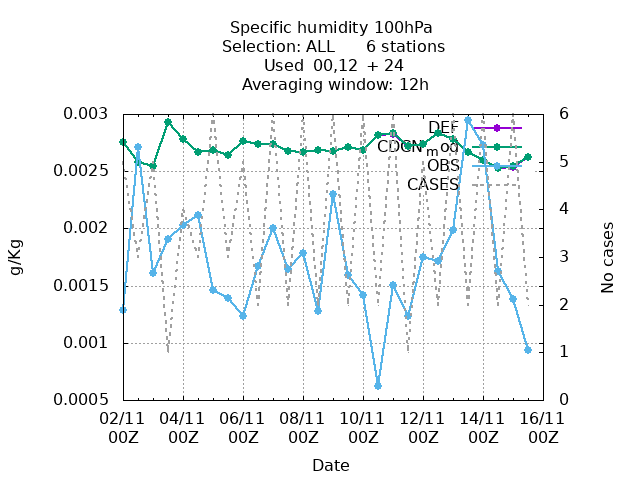 Specific humidity 100hPa
Selection: ALL 6 stations
Used 00,12 + 24
Averaging window: 12h
0.003
0.0025
0.002
0.0015
0.001
0.0005
6
5
4
3
2
1
0
DEF
CDGN_mod
OBS
CASES
g/Kg
No cases
02/11 00Z
04/11 00Z
06/11 00Z
08/11 00Z
10/11 00Z
12/11 00Z
14/11 00Z
16/11 00Z
Date